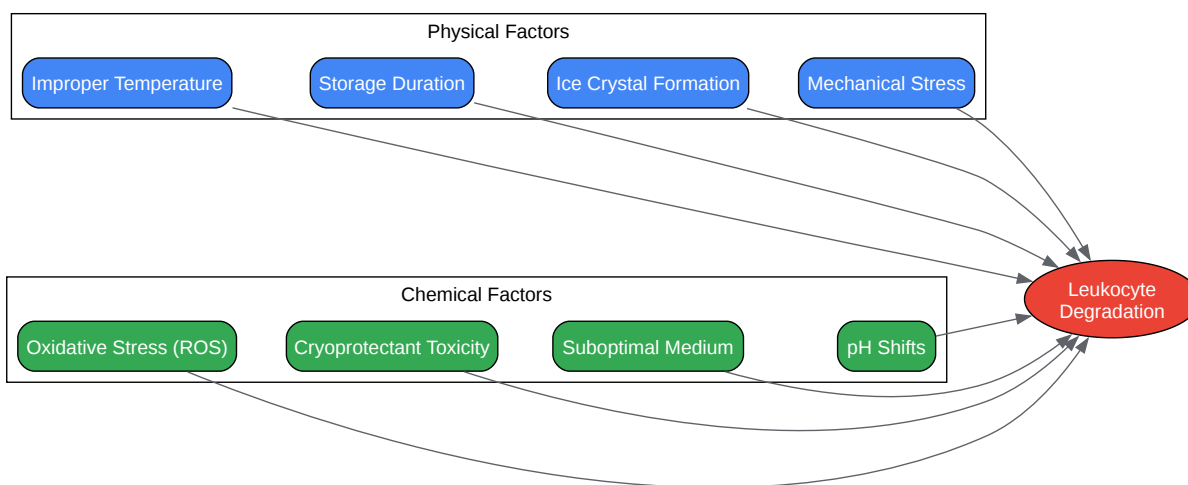 Physical Factors
Improper Temperature
Storage Duration
Ice Crystal Formation
Mechanical Stress
Chemical Factors
Oxidative Stress (ROS)
Cryoprotectant Toxicity
Suboptimal Medium
pH Shifts
Leukocyte
Degradation